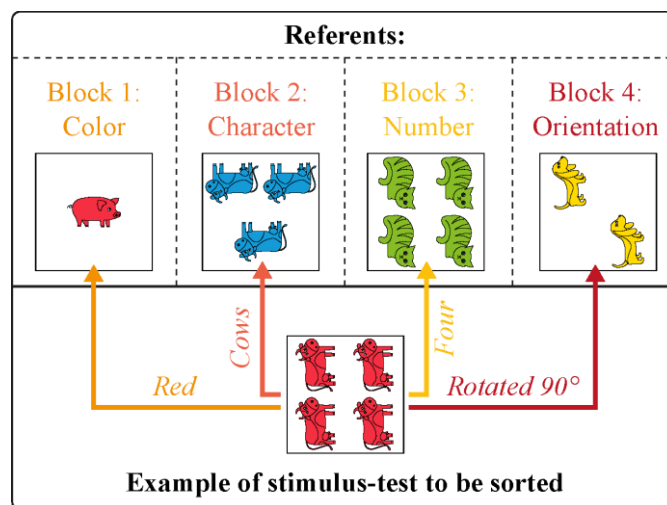 Referents:
Block 1:
Color
Block 2:
Character
Block 3:
Number
Block 4:
Orientation
Red
Cows
Four
Rotated 90°
Example of stimulus-test to be sorted